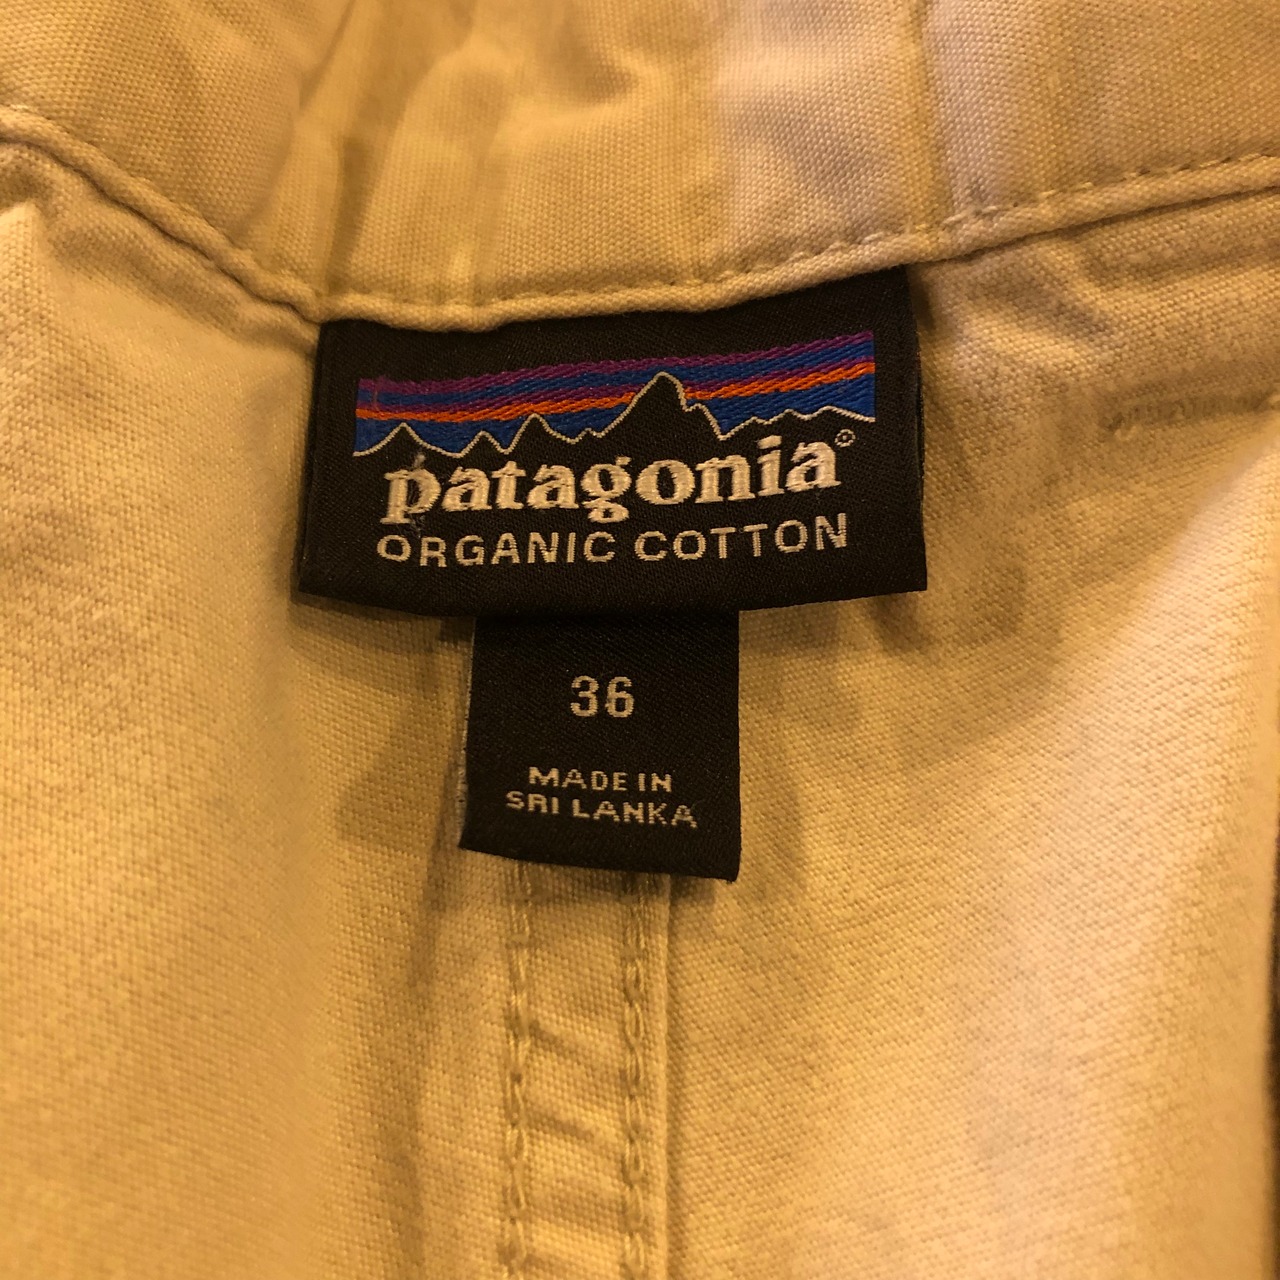 patagonia®
ORGANIC COTTON
36
MADE IN
SRI LANKA